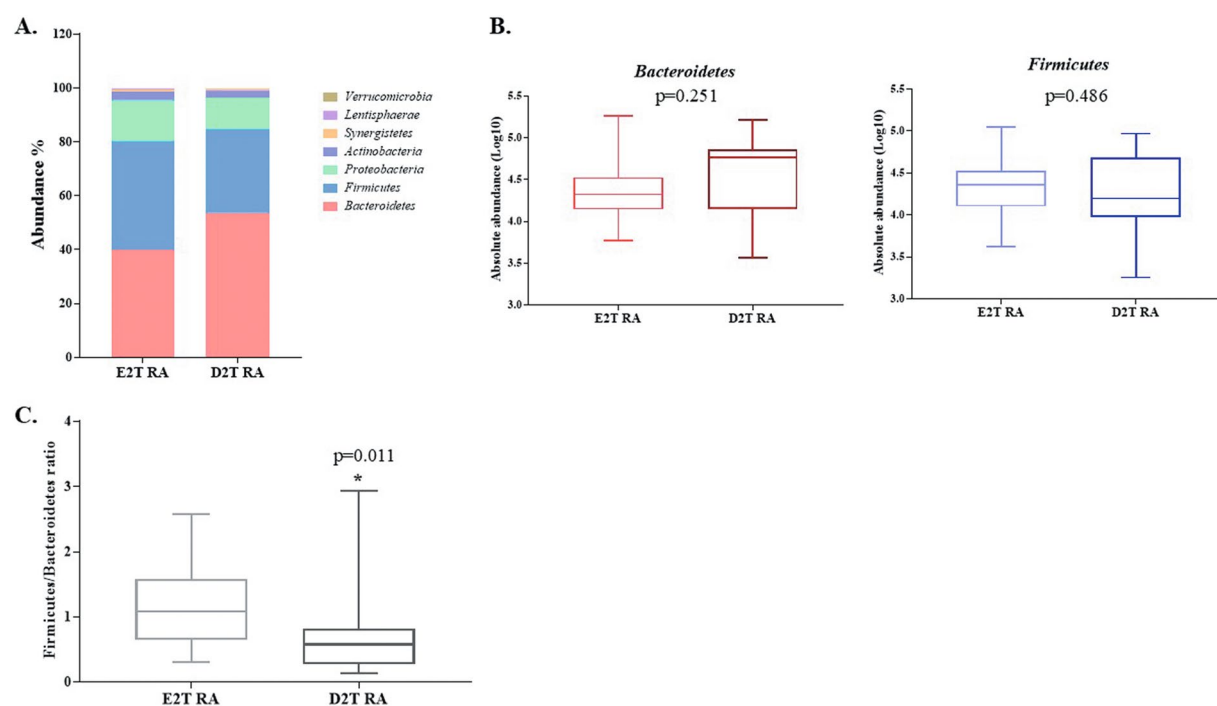 A.
120
100
80
60
40
20
0
Abundance %
E2T RA
D2T RA
Verrucomicrobia
Lentisphaerae
Synergistetes
Actinobacteria
Proteobacteria
Firmicutes
Bacteroidetes
B.
Bacteroidetes
p=0.251
5.5
5.0
4.5
4.0
3.5
3.0
Absolute abundance (Log10)
E2T RA
D2T RA
Firmicutes
p=0.486
5.5
5.0
4.5
4.0
3.5
3.0
Absolute abundance (Log10)
E2T RA
D2T RA
C.
4
3
2
1
0
Firmicutes/Bacteroidetes ratio
p=0.011
*
E2T RA
D2T RA